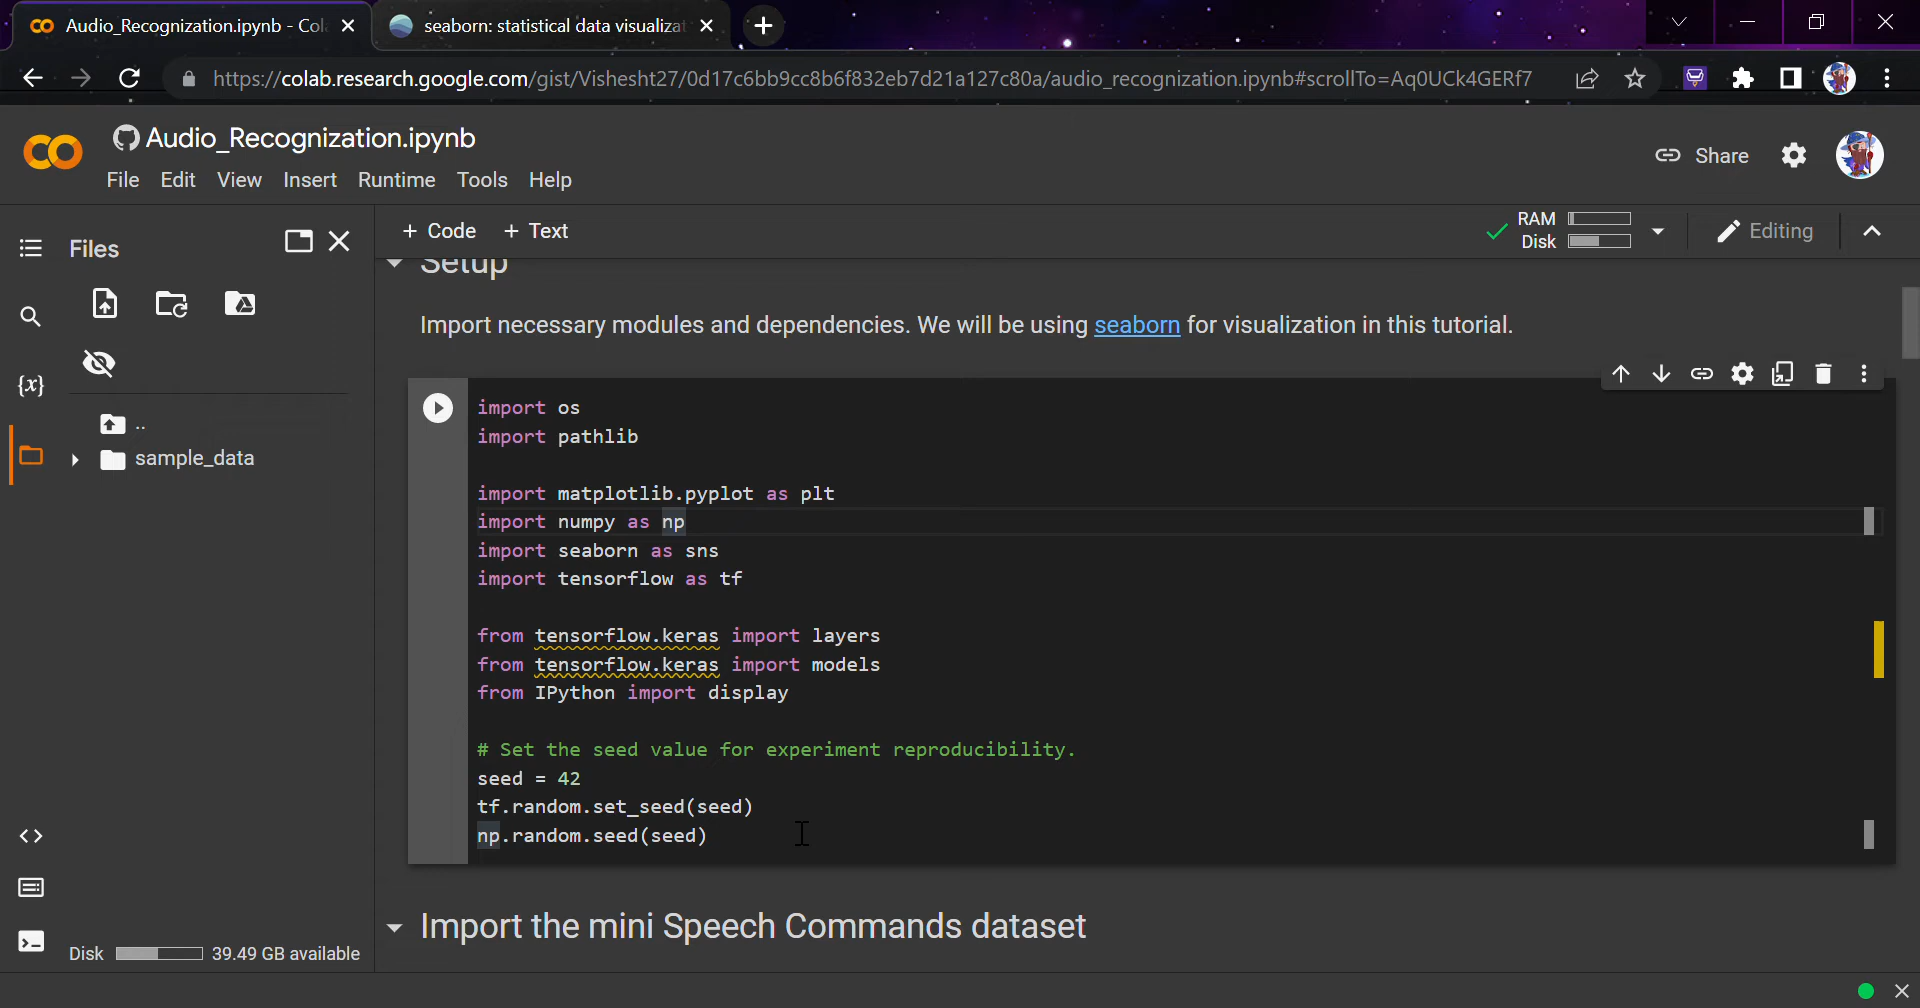 Audio_Recognization.ipynb - Col
seaborn: statistical data visualizat
https://colab.research.google.com/gist/Vishesht27/0d17c6bb9cc8b6f832eb7d21a127c80a/audio_recognization.ipynb#scrollTo=Aq0UCk4GERf7
Audio_Recognization.ipynb
File Edit View Insert Runtime Tools Help
Share
Files
+ Code + Text
RAM
Disk
Editing
..
sample_data
{x}
Disk 39.49 GB available
Setup
Import necessary modules and dependencies. We will be using seaborn for visualization in this tutorial.
import os
import pathlib
import matplotlib.pyplot as plt
import numpy as np
import seaborn as sns
import tensorflow as tf
from tensorflow.keras import layers
from tensorflow.keras import models
from IPython import display
# Set the seed value for experiment reproducibility.
seed = 42
tf.random.set_seed(seed)
np.random.seed(seed)
Import the mini Speech Commands dataset